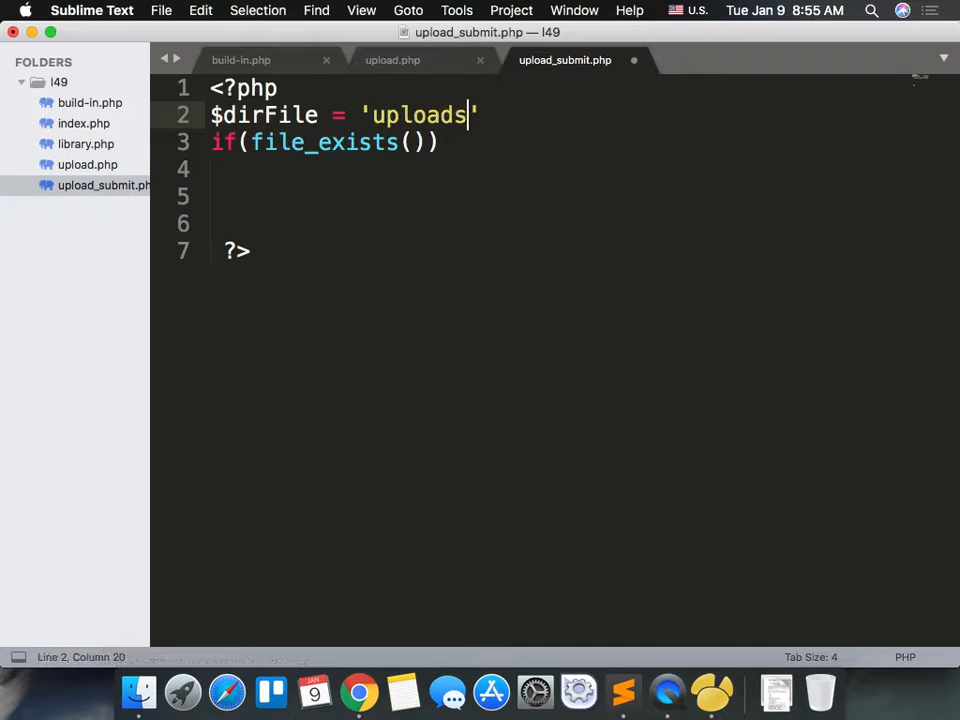 Sublime Text File Edit Selection Find View Goto Tools Project Window Help U.S. Tue Jan 9 8:55 AM
upload_submit.php — l49
FOLDERS
l49
build-in.php
index.php
library.php
upload.php
upload_submit.ph
build-in.php × upload.php × upload_submit.php
1 <?php
2 $dirFile = 'uploads'
3 if(file_exists())
4
5
6
7 ?>
Line 2, Column 20 Tab Size: 4 PHP
JAN
9